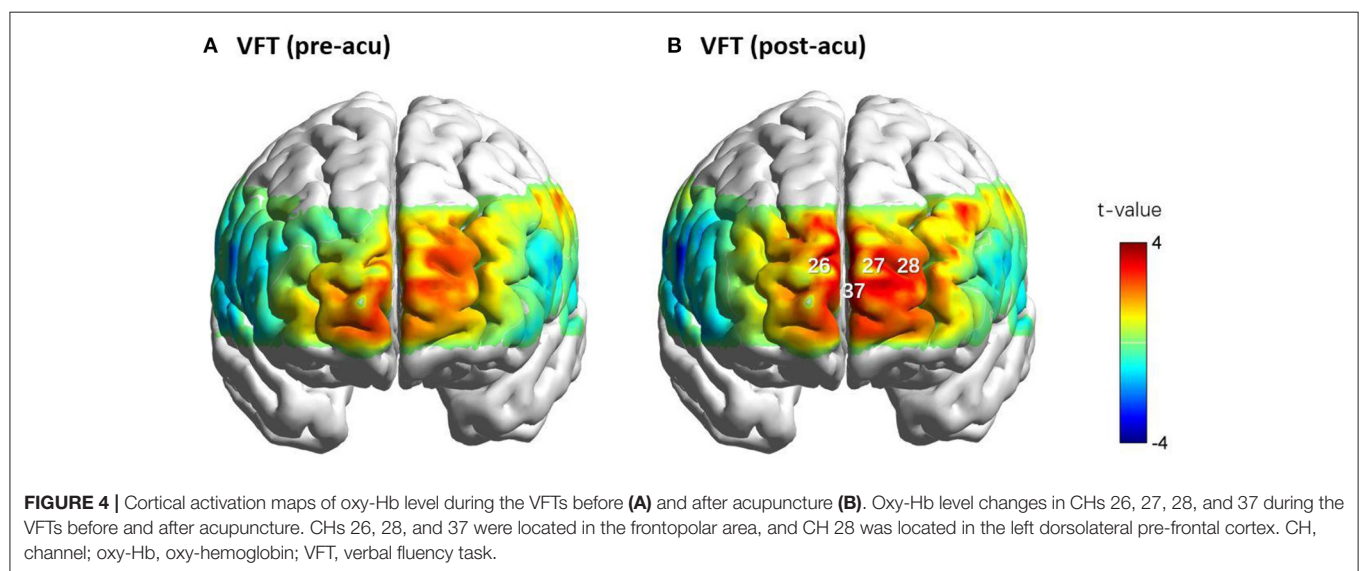 A VFT (pre-acu)
B VFT (post-acu)
26 27 28
37
t-value
4
-4
FIGURE 4 | Cortical activation maps of oxy-Hb level during the VFTs before (A) and after acupuncture (B). Oxy-Hb level changes in CHs 26, 27, 28, and 37 during the
VFTs before and after acupuncture. CHs 26, 28, and 37 were located in the frontopolar area, and CH 28 was located in the left dorsolateral pre-frontal cortex. CH,
channel; oxy-Hb, oxy-hemoglobin; VFT, verbal fluency task.